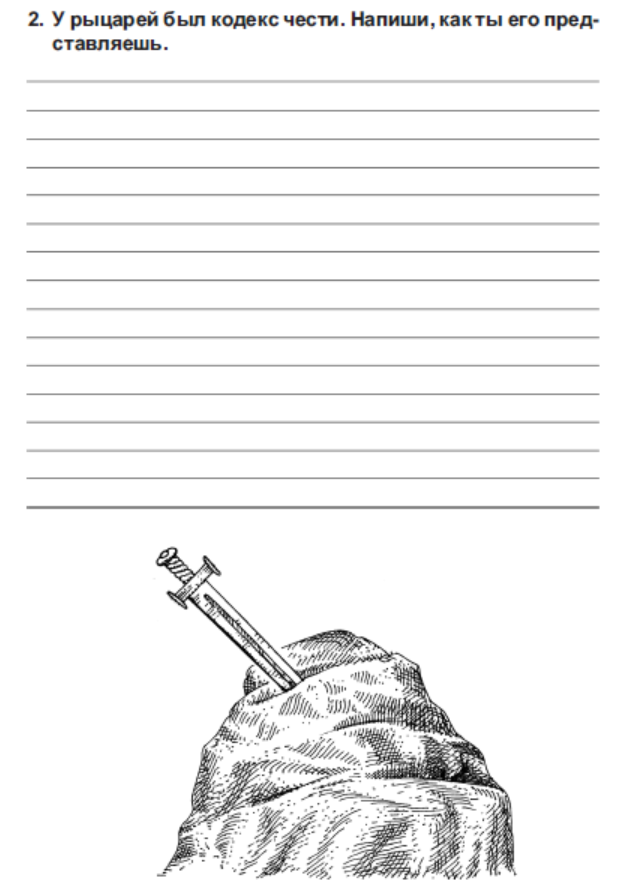 2. У рыцарей был кодекс чести. Напиши, как ты его пред-
ставляешь.